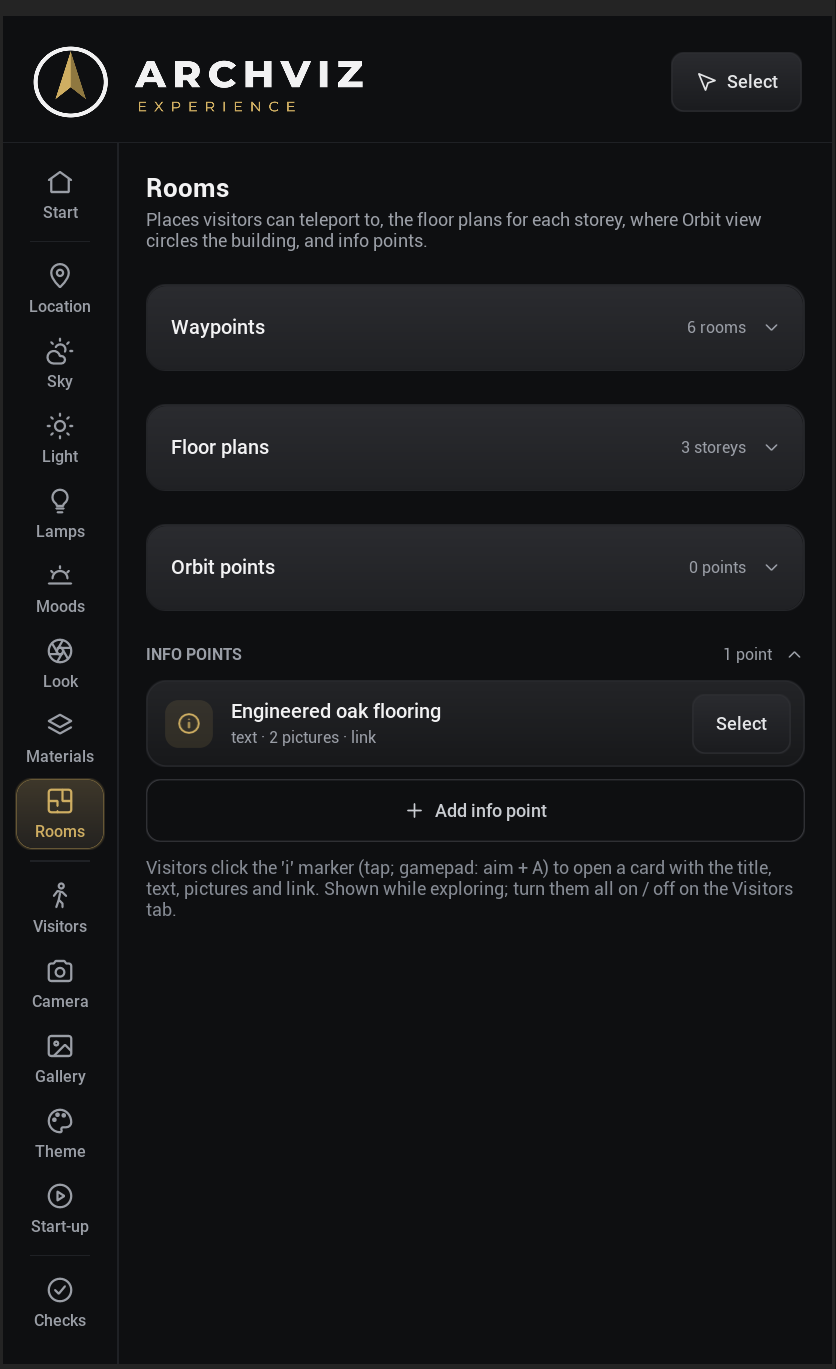 ARCHVIZ
EXPERIENCE
Select
Start
Location
Sky
Light
Lamps
Moods
Look
Materials
Rooms
Visitors
Camera
Gallery
Theme
Start-up
Checks
Rooms
Places visitors can teleport to, the floor plans for each storey, where Orbit view
circles the building, and info points.
Waypoints
6 rooms
Floor plans
3 storeys
Orbit points
0 points
INFO POINTS
1 point
Engineered oak flooring
text · 2 pictures · link
Select
Add info point
Visitors click the 'i' marker (tap; gamepad: aim + A) to open a card with the title,
text, pictures and link. Shown while exploring; turn them all on / off on the Visitors
tab.